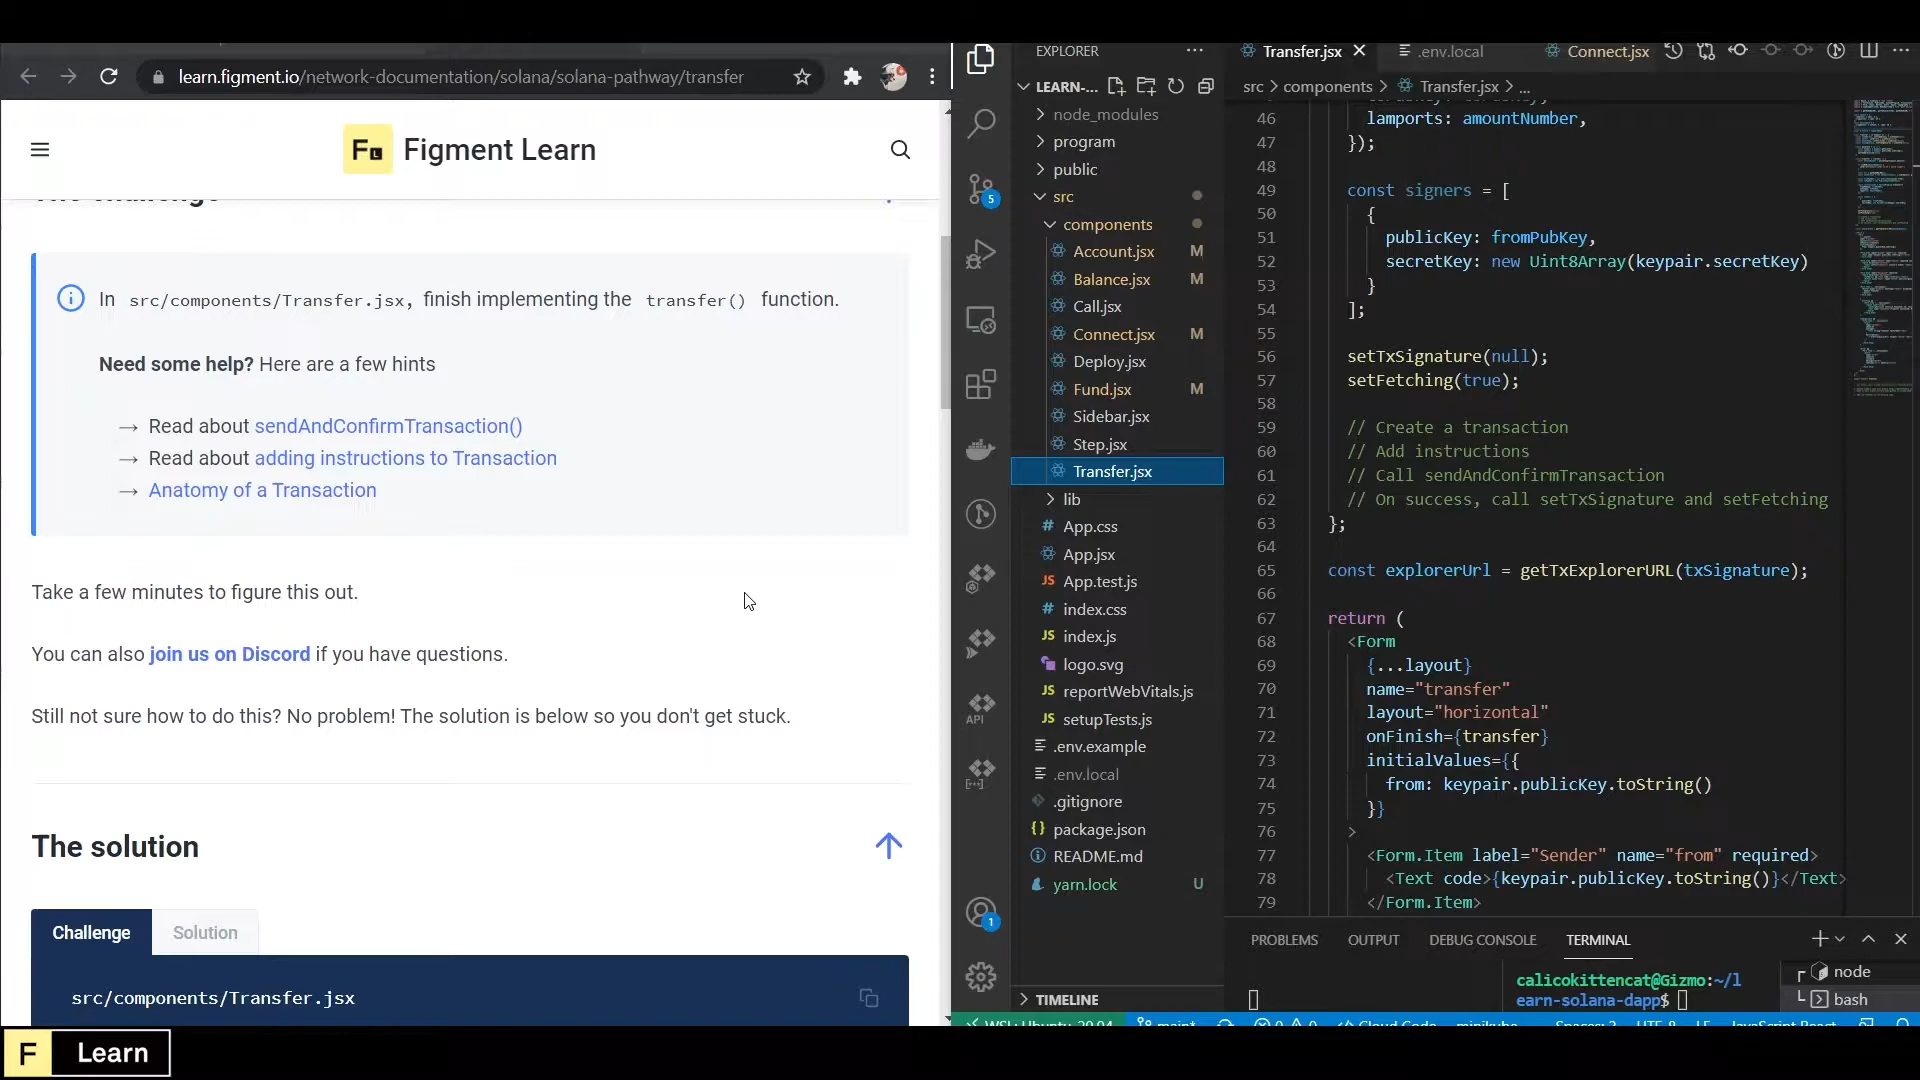 learn.figment.io/network-documentation/solana/solana-pathway/transfer
Figment Learn
In src/components/Transfer.jsx, finish implementing the transfer() function.
Need some help? Here are a few hints
→ Read about sendAndConfirmTransaction()
→ Read about adding instructions to Transaction
→ Anatomy of a Transaction
Take a few minutes to figure this out.
You can also join us on Discord if you have questions.
Still not sure how to do this? No problem! The solution is below so you don't get stuck.
The solution
Challenge
Solution
src/components/Transfer.jsx
F Learn
EXPLORER
LEARN-...
node_modules
program
public
src
components
Account.jsx M
Balance.jsx M
Call.jsx
Connect.jsx M
Deploy.jsx
Fund.jsx M
Sidebar.jsx
Step.jsx
Transfer.jsx
lib
# App.css
App.jsx
JS App.test.js
# index.css
JS index.js
logo.svg
JS reportWebVitals.js
JS setupTests.js
.env.example
.env.local
.gitignore
{} package.json
README.md
yarn.lock U
TIMELINE
5
API
1
Transfer.jsx
.env.local
Connect.jsx
src > components > Transfer.jsx > ...
46 lamports: amountNumber,
47 });
48
49 const signers = [
50 {
51 publicKey: fromPubKey,
52 secretKey: new Uint8Array(keypair.secretKey)
53 }
54 ];
55
56 setTxSignature(null);
57 setFetching(true);
58
59 // Create a transaction
60 // Add instructions
61 // Call sendAndConfirmTransaction
62 // On success, call setTxSignature and setFetching
63 };
64
65 const explorerUrl = getTxExplorerURL(txSignature);
66
67 return (
68 <Form
69 {...layout}
70 name="transfer"
71 layout="horizontal"
72 onFinish={transfer}
73 initialValues={{
74 from: keypair.publicKey.toString()
75 }}
76 >
77 <Form.Item label="Sender" name="from" required>
78 <Text code>{keypair.publicKey.toString()}</Text>
79 </Form.Item>
PROBLEMS
OUTPUT
DEBUG CONSOLE
TERMINAL
calicokittencat@Gizmo:~/l
earn-solana-dapp$
node
bash